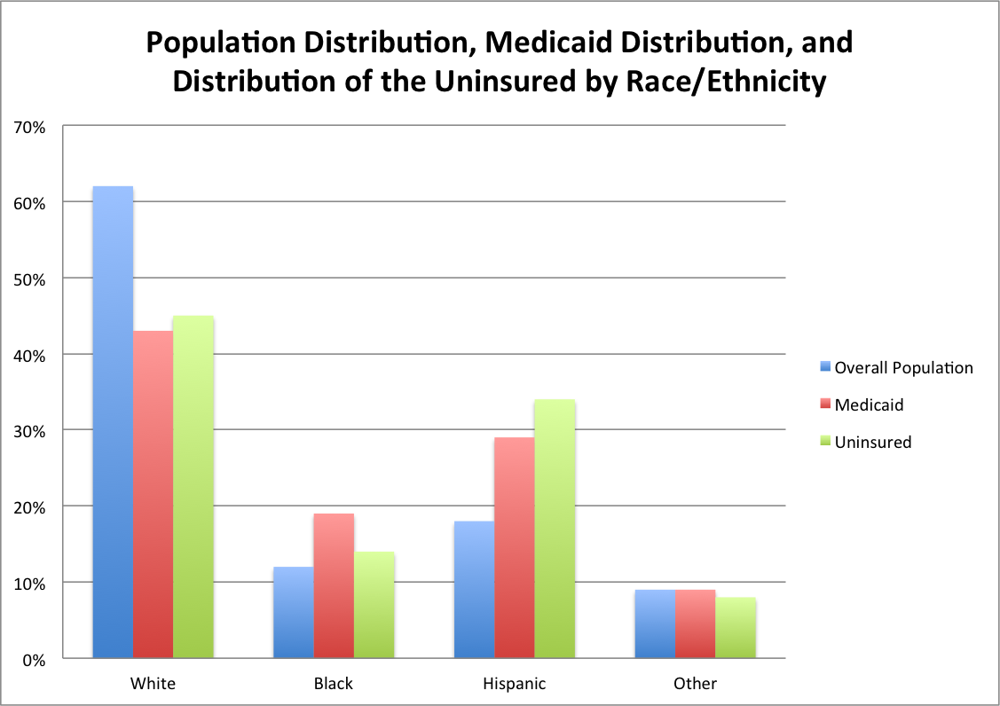 Population Distribution, Medicaid Distribution, and
Distribution of the Uninsured by Race/Ethnicity
70%
60%
50%
40%
30%
20%
10%
0%
White
Black
Hispanic
Other
Overall Population
Medicaid
Uninsured